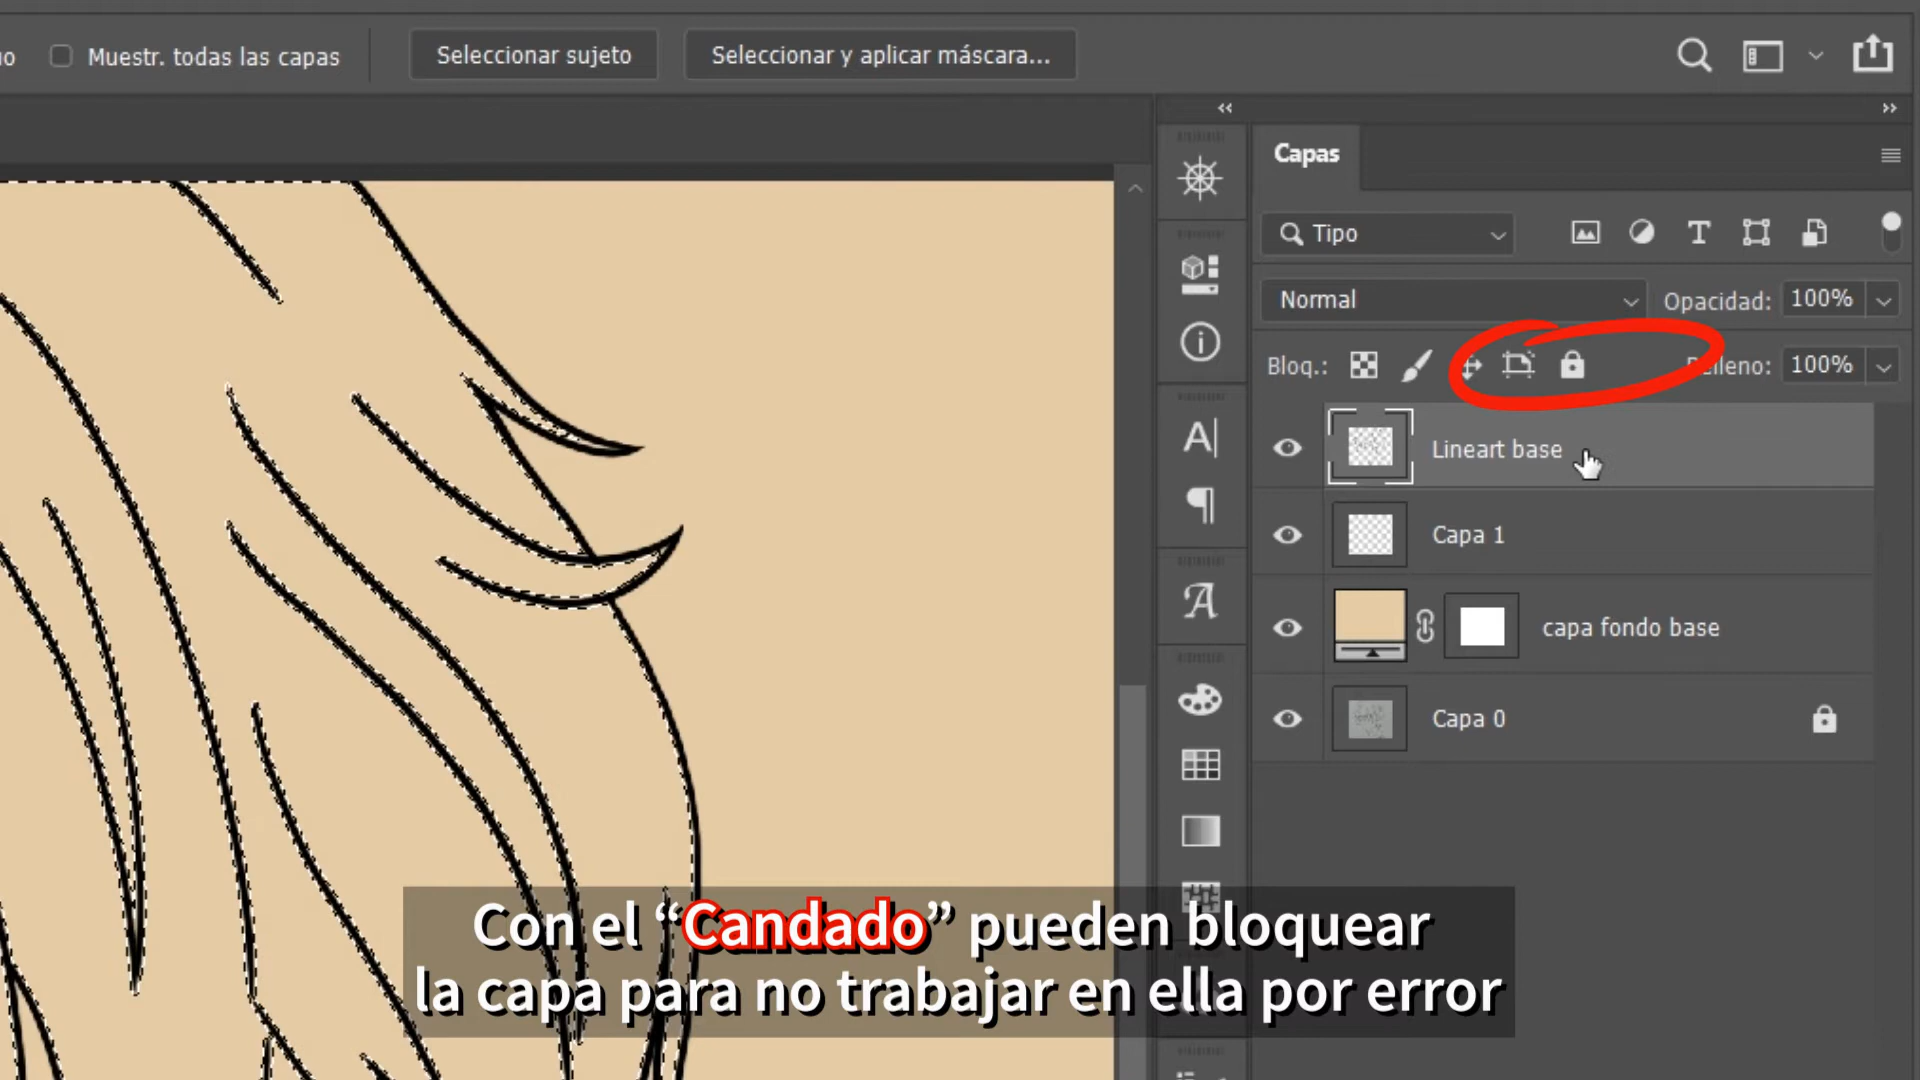 Muestr. todas las capas
Seleccionar sujeto
Seleccionar y aplicar máscara...
Capas
Tipo
Normal
Opacidad: 100%
Bloq.:
100%
Lineart base
Capa 1
capa fondo base
Capa 0
Con el “Candado” pueden bloquear
la capa para no trabajar en ella por error